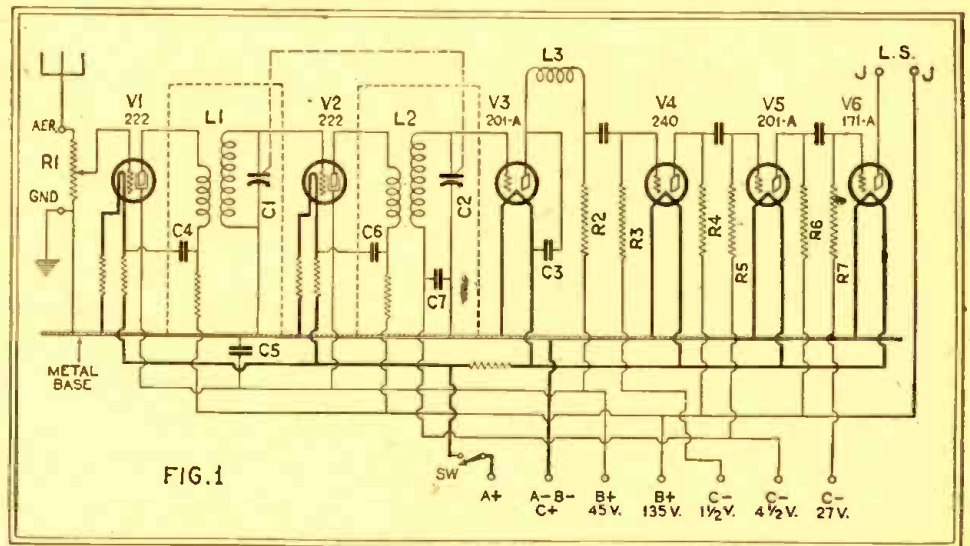 L.S.
J J
L3
V1
222
L1
V2
222
L2
V3
201-A
V4
240
V5
201-A
V6
171-A
AER.
R1
GND
C1
C2
C4
C6
C7
C3
R2
R3
R4
R5
R6
R7
C5
METAL
BASE
FIG.1
SW
A+
A-B-
C+
B+
45 V.
B+
135 V.
C-
1½ V.
C-
4½ V.
C-
27 V.